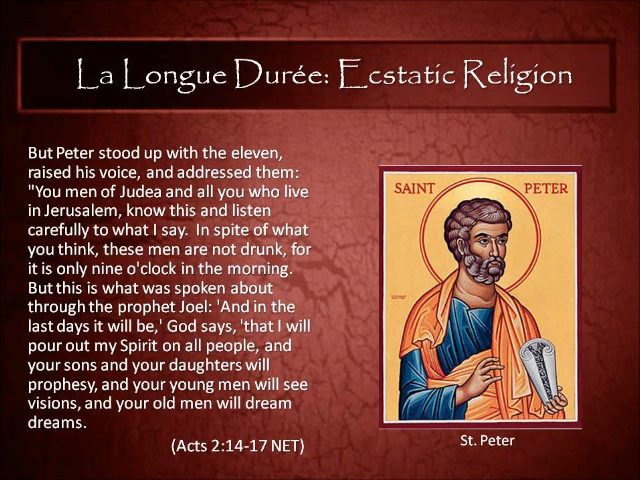 La Longue Durée: Ecstatic Religion
But Peter stood up with the eleven,
raised his voice, and addressed them:
"You men of Judea and all you who live
in Jerusalem, know this and listen
carefully to what I say.  In spite of what
you think, these men are not drunk, for
it is only nine o'clock in the morning.
But this is what was spoken about
through the prophet Joel: 'And in the
last days it will be,' God says, 'that I will
pour out my Spirit on all people, and
your sons and your daughters will
prophesy, and your young men will see
visions, and your old men will dream
dreams.
(Acts 2:14-17 NET)
SAINT PETER
St. Peter